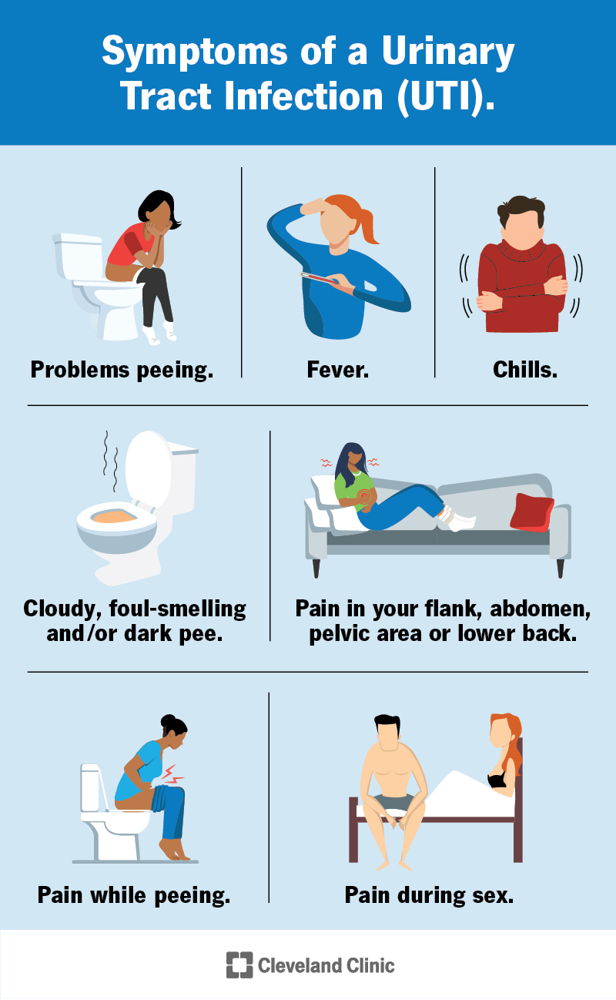 Symptoms of a Urinary
Tract Infection (UTI).
Problems peeing.
Fever.
Chills.
Cloudy, foul-smelling
and/or dark pee.
Pain in your flank, abdomen,
pelvic area or lower back.
Pain while peeing.
Pain during sex.
Cleveland Clinic